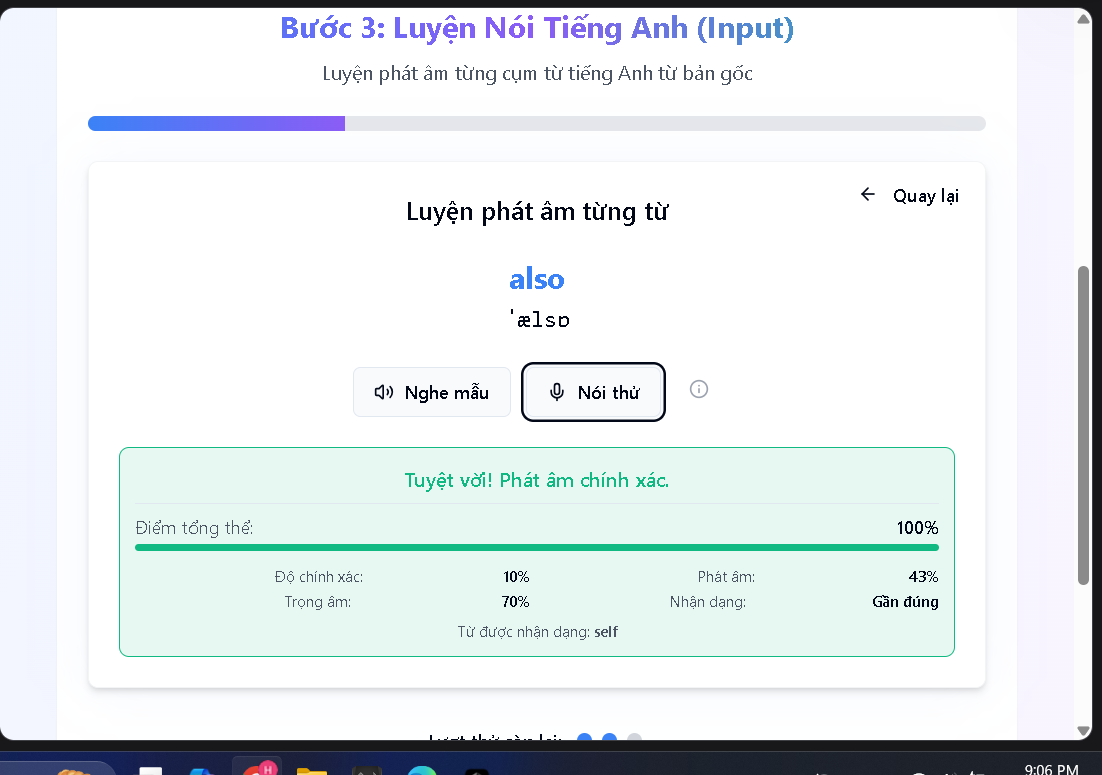 Bước 3: Luyện Nói Tiếng Anh (Input)
Luyện phát âm từng cụm từ tiếng Anh từ bản gốc
Quay lại
Luyện phát âm từng từ
also
ˈælsɒ
Nghe mẫu
Nói thử
Tuyệt vời! Phát âm chính xác.
Điểm tổng thể: 100%
Độ chính xác: 10% Phát âm: 43%
Trọng âm: 70% Nhận dạng: Gần đúng
Từ được nhận dạng: self
Lượt thử còn lại:
H
9:06 PM